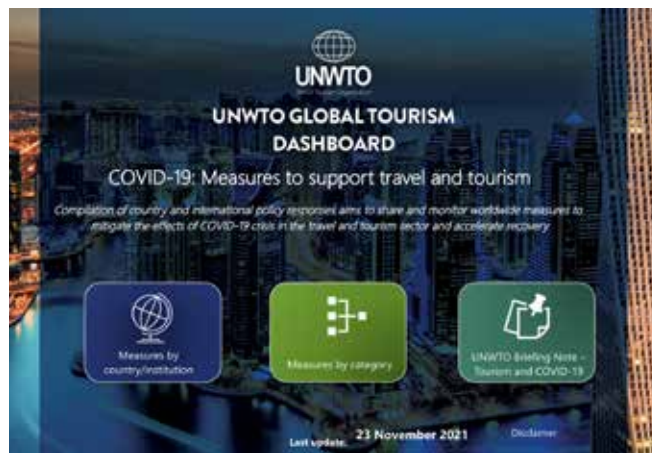 UNWTO
UNWTO GLOBAL TOURISM
DASHBOARD
COVID-19: Measures to support travel and tourism
Compilation of country and international policy responses aims to share and monitor worldwide measures to
mitigate the effects of COVID-19 crisis in the travel and tourism sector and accelerate recovery
Measures by
country/institution
Measures by category
UNWTO Briefing Note –
Tourism and COVID-19
Last update. 23 November 2021 Disclaimer